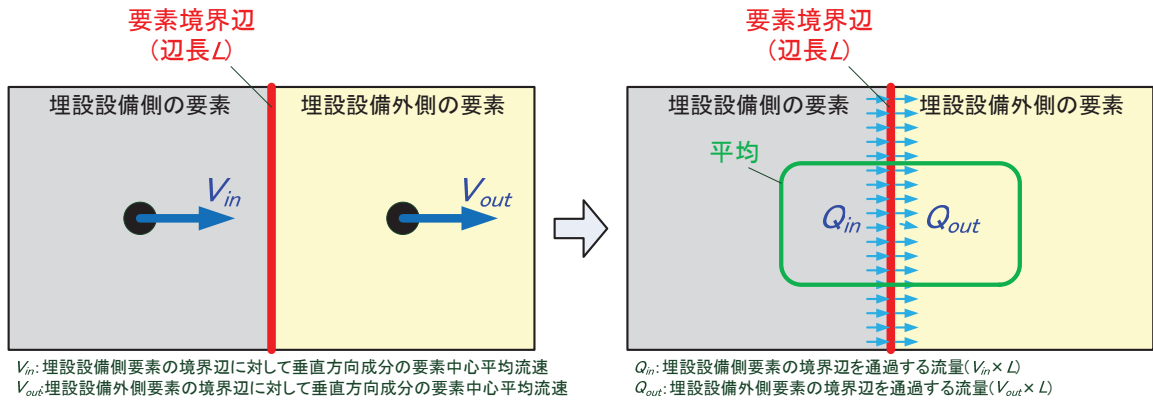 要素境界辺
(辺長L)
埋設設備側の要素
埋設設備外側の要素
Vin
Vout
Vin:埋設設備側要素の境界辺に対して垂直方向成分の要素中心平均流速
Vout:埋設設備外側要素の境界辺に対して垂直方向成分の要素中心平均流速
要素境界辺
(辺長L)
埋設設備側の要素
埋設設備外側の要素
平均
Qin
Qout
Qin:埋設設備側要素の境界辺を通過する流量(Vin×L)
Qout:埋設設備外側要素の境界辺を通過する流量(Vout×L)